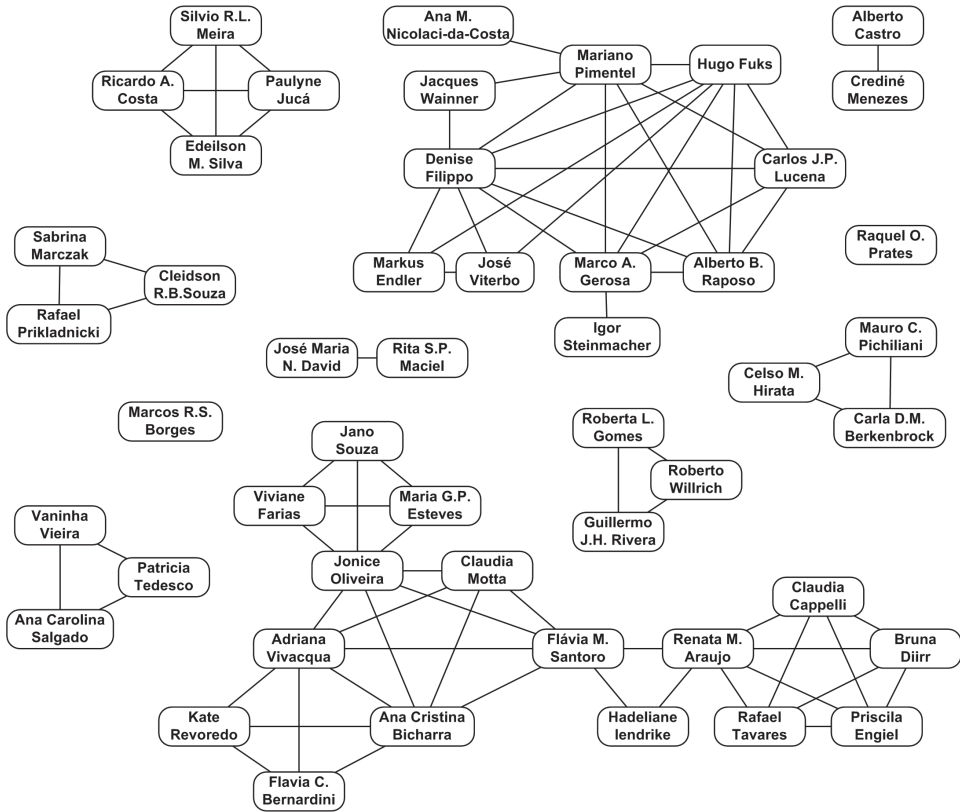 Silvio R.L.
Meira
Ricardo A.
Costa
Paulyne
Jucá
Edeilson
M. Silva
Ana M.
Nicolaci-da-Costa
Mariano
Pimentel
Hugo Fuks
Jacques
Wainner
Denise
Filippo
Carlos J.P.
Lucena
Markus
Endler
José
Viterbo
Marco A.
Gerosa
Alberto B.
Raposo
Igor
Steinmacher
Alberto
Castro
Crediné
Menezes
Sabrina
Marczak
Cleidson
R.B.Souza
Rafael
Prikladnicki
Raquel O.
Prates
José Maria
N. David
Rita S.P.
Maciel
Mauro C.
Pichiliani
Celso M.
Hirata
Carla D.M.
Berkenbrock
Marcos R.S.
Borges
Roberta L.
Gomes
Roberto
Willrich
Guillermo
J.H. Rivera
Jano
Souza
Viviane
Farias
Maria G.P.
Esteves
Jonice
Oliveira
Claudia
Motta
Vaninha
Vieira
Patricia
Tedesco
Ana Carolina
Salgado
Adriana
Vivacqua
Flávia M.
Santoro
Kate
Revoredo
Ana Cristina
Bicharra
Flavia C.
Bernardini
Hadeliane
Iendrike
Renata M.
Araujo
Claudia
Cappelli
Bruna
Diirr
Rafael
Tavares
Priscila
Engiel